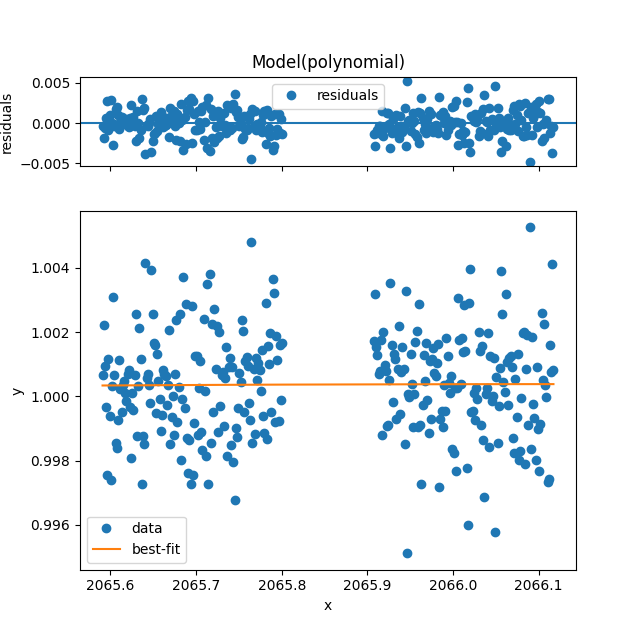 Model(polynomial)
0.005
0.000
−0.005
residuals
residuals
1.004
1.002
1.000
0.998
0.996
y
data
best-fit
2065.6 2065.7 2065.8 2065.9 2066.0 2066.1
x